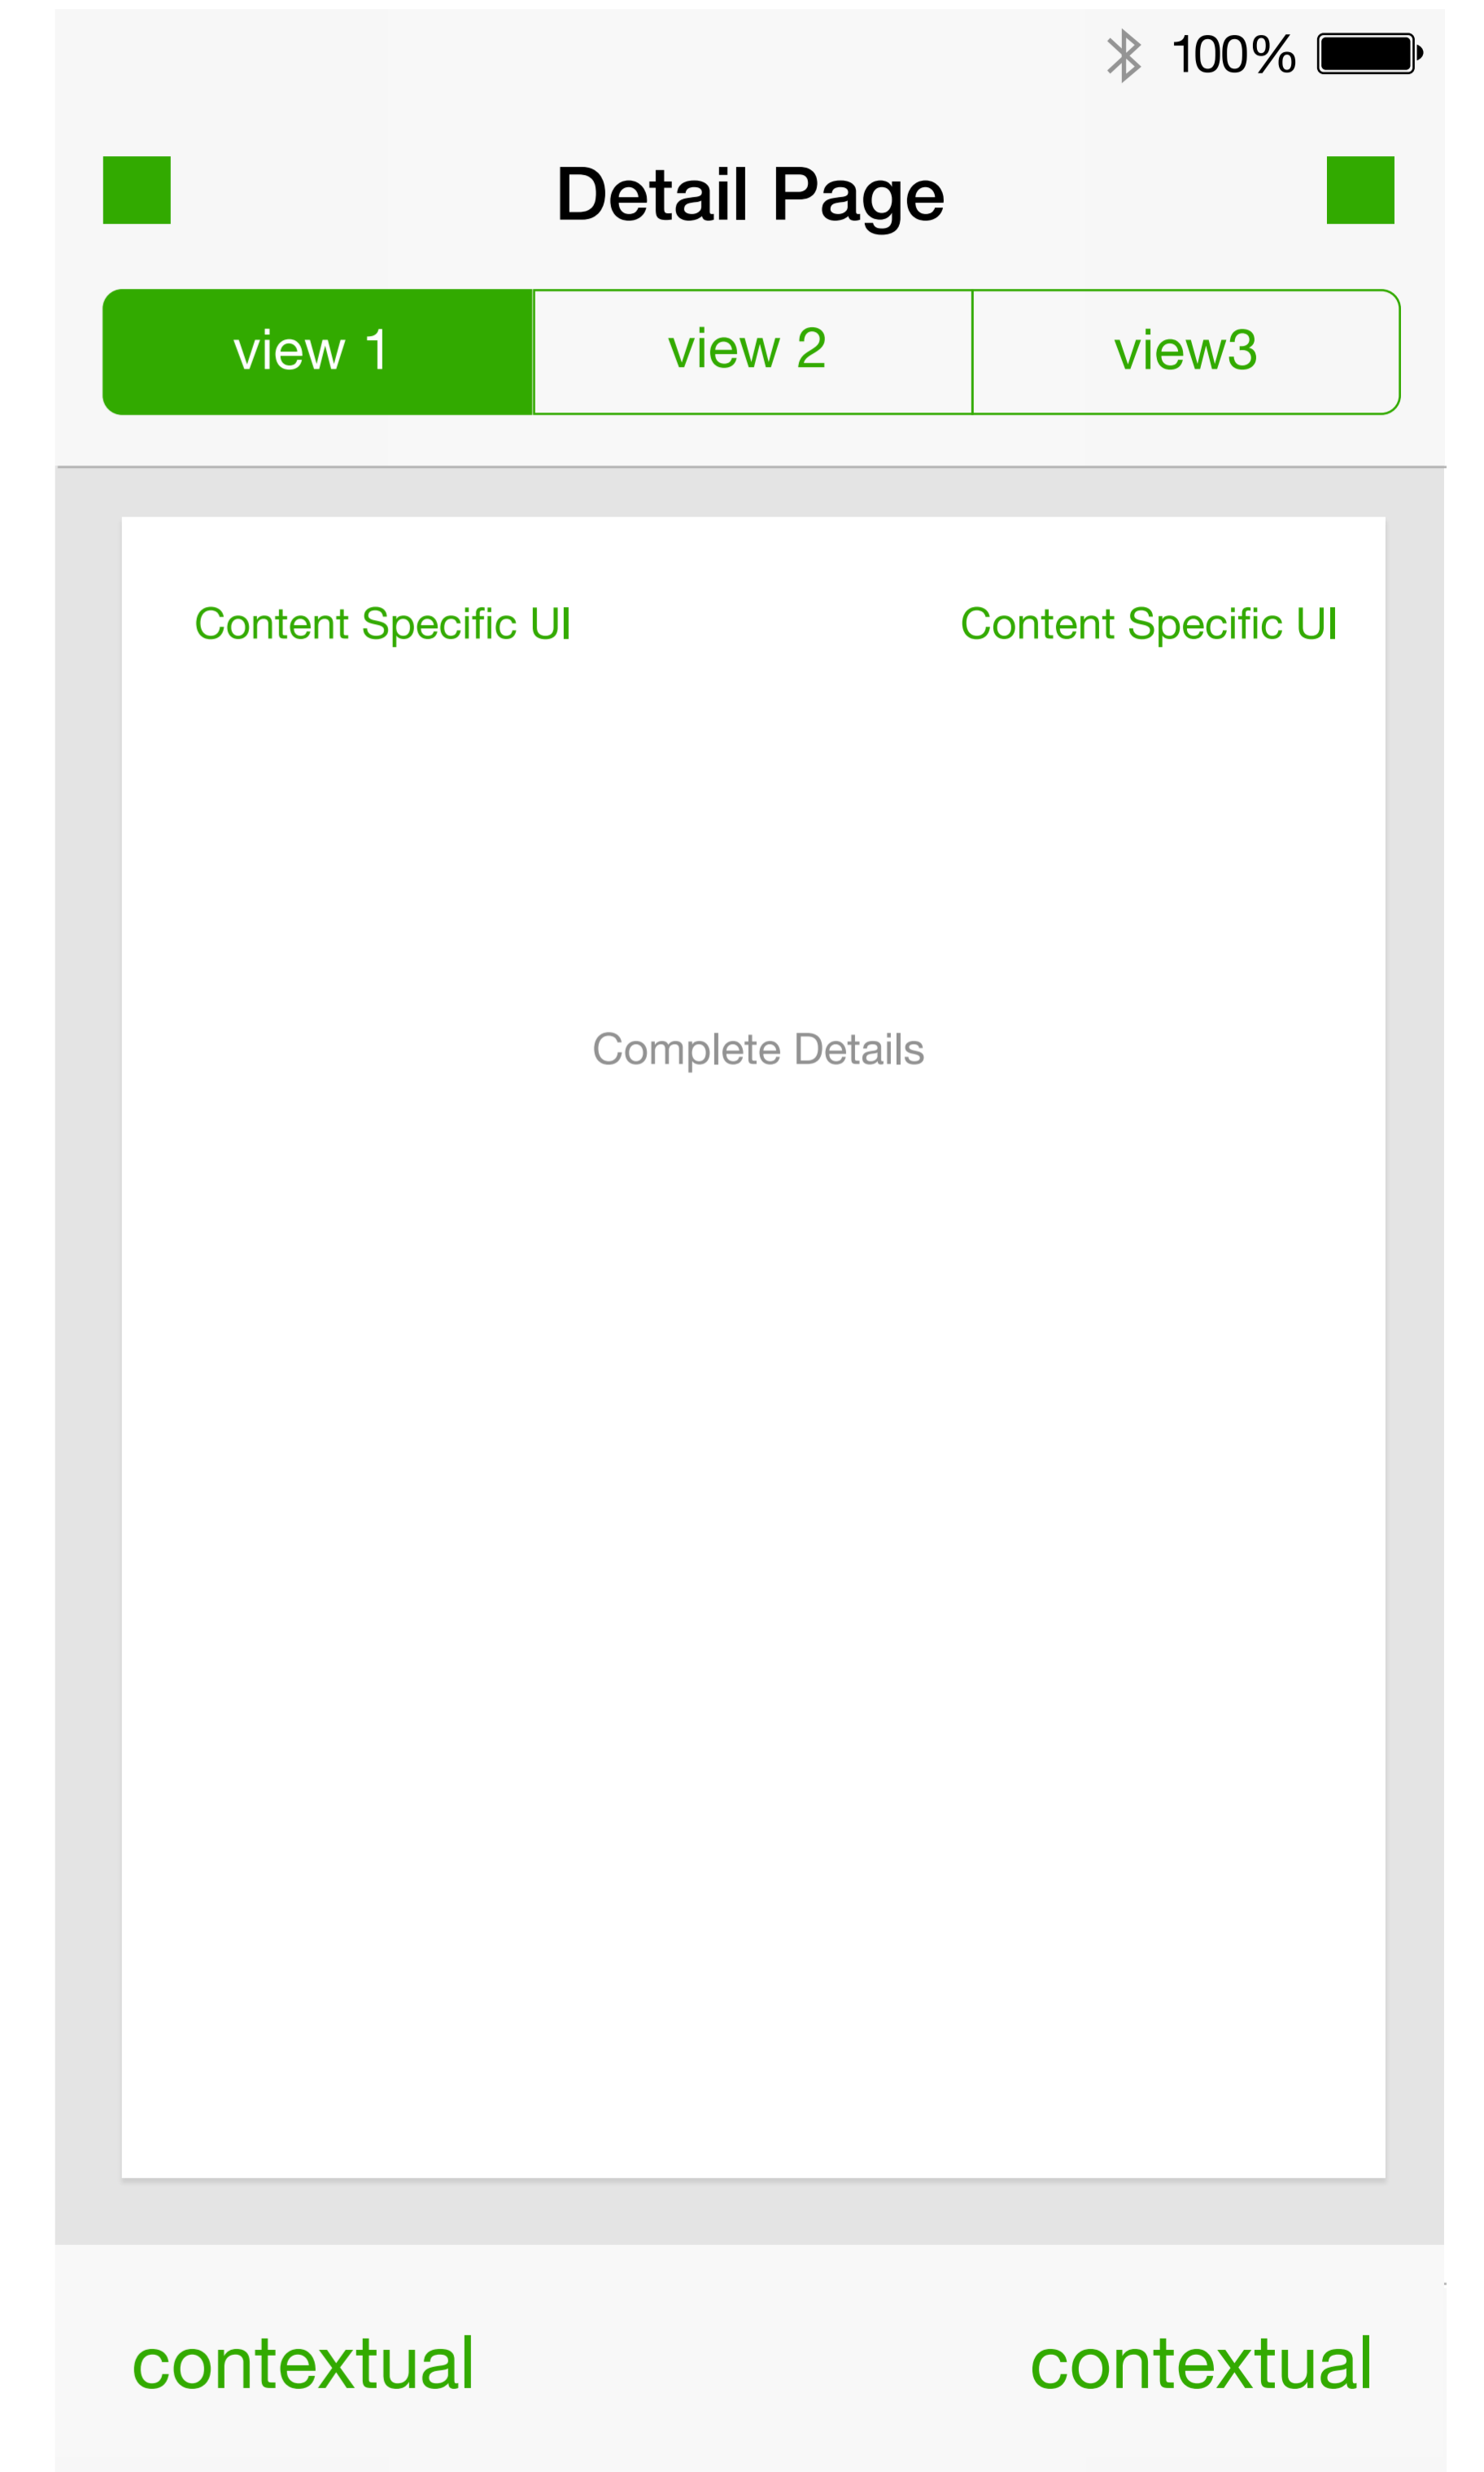 100%
Detail Page
view 1 view 2 view3
Content Specific UI Content Specific UI
Complete Details
contextual contextual